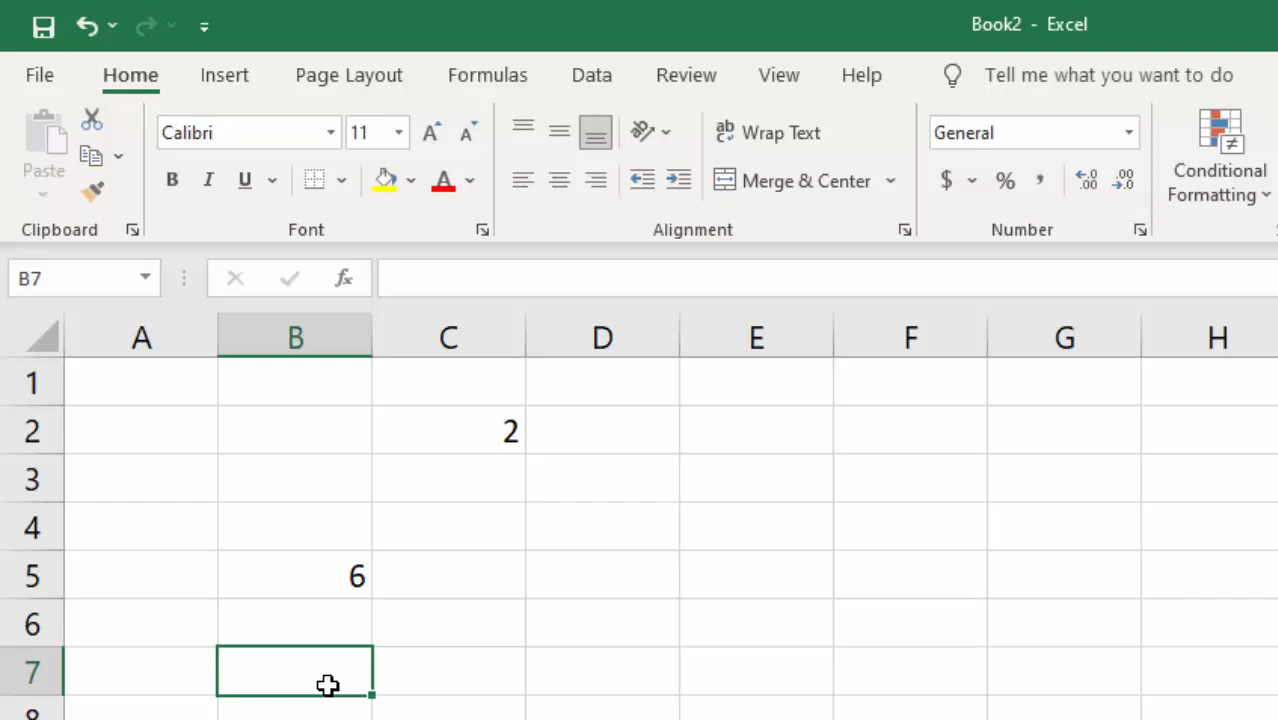 Book2 - Excel
File Home Insert Page Layout Formulas Data Review View Help Tell me what you want to do
Calibri 11 Wrap Text General
Paste B I U A Merge & Center $ % , Conditional Formatting
Clipboard Font Alignment Number
B7 fx
A B C D E F G H
1
2 2
3
4
5 6
6
7
8